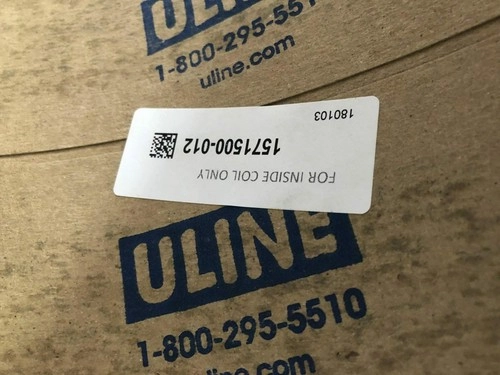 ULINE
1-800-295-551
uline.com
180103
1571500-012
FOR INSIDE COIL ONLY
ULINE
1-800-295-5510
uline.com